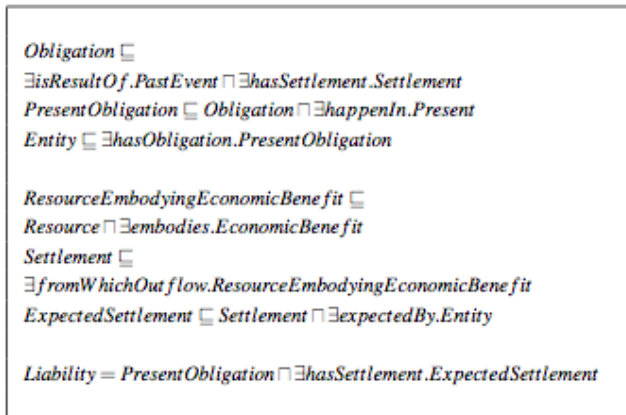 Obligation ⊑
∃isResultOf.PastEvent ⊓ ∃hasSettlement.Settlement
PresentObligation ⊑ Obligation ⊓ ∃happenIn.Present
Entity ⊑ ∃hasObligation.PresentObligation
ResourceEmbodyingEconomicBenefit ⊑
Resource ⊓ ∃embodies.EconomicBenefit
Settlement ⊑
∃fromWhichOutflow.ResourceEmbodyingEconomicBenefit
ExpectedSettlement ⊑ Settlement ⊓ ∃expectedBy.Entity
Liability = PresentObligation ⊓ ∃hasSettlement.ExpectedSettlement